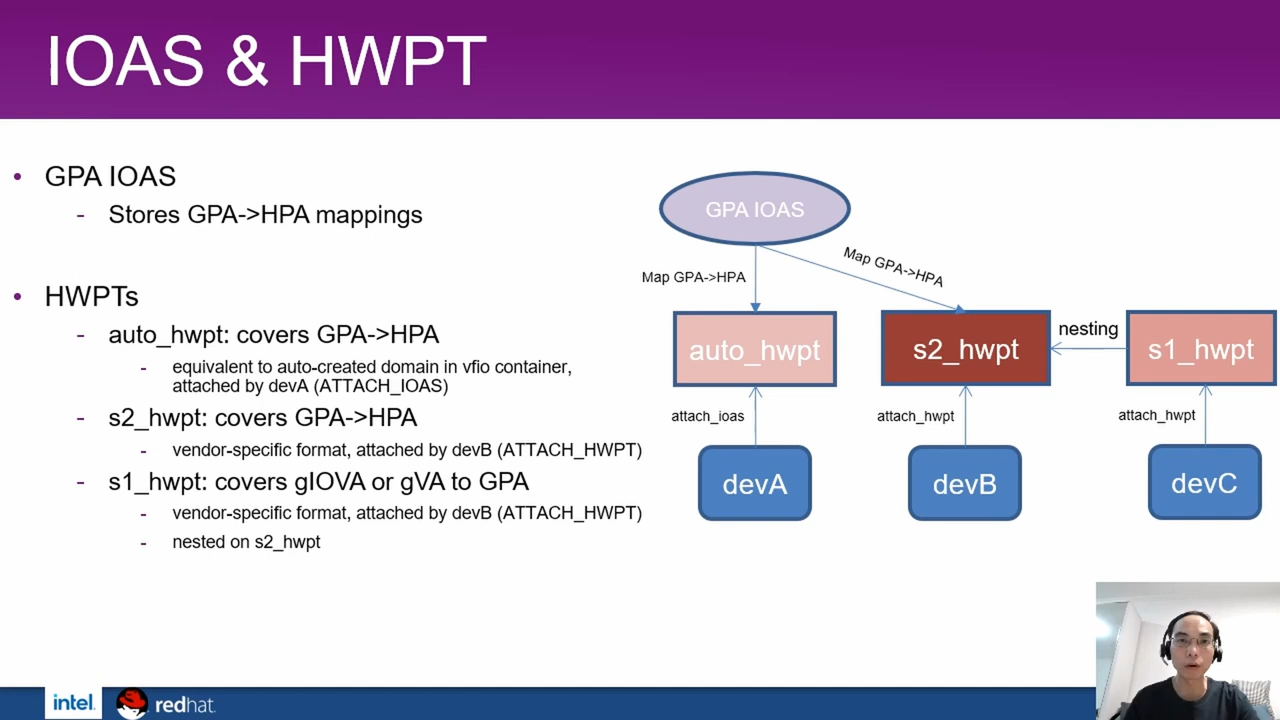 IOAS & HWPT
• GPA IOAS
- Stores GPA->HPA mappings
• HWPTs
- auto_hwpt: covers GPA->HPA
- equivalent to auto-created domain in vfio container,
attached by devA (ATTACH_IOAS)
- s2_hwpt: covers GPA->HPA
- vendor-specific format, attached by devB (ATTACH_HWPT)
- s1_hwpt: covers gIOVA or gVA to GPA
- vendor-specific format, attached by devB (ATTACH_HWPT)
- nested on s2_hwpt
GPA IOAS
Map GPA->HPA
Map GPA->HPA
auto_hwpt
s2_hwpt
nesting
s1_hwpt
attach_ioas
attach_hwpt
attach_hwpt
devA
devB
devC
intel.
redhat.